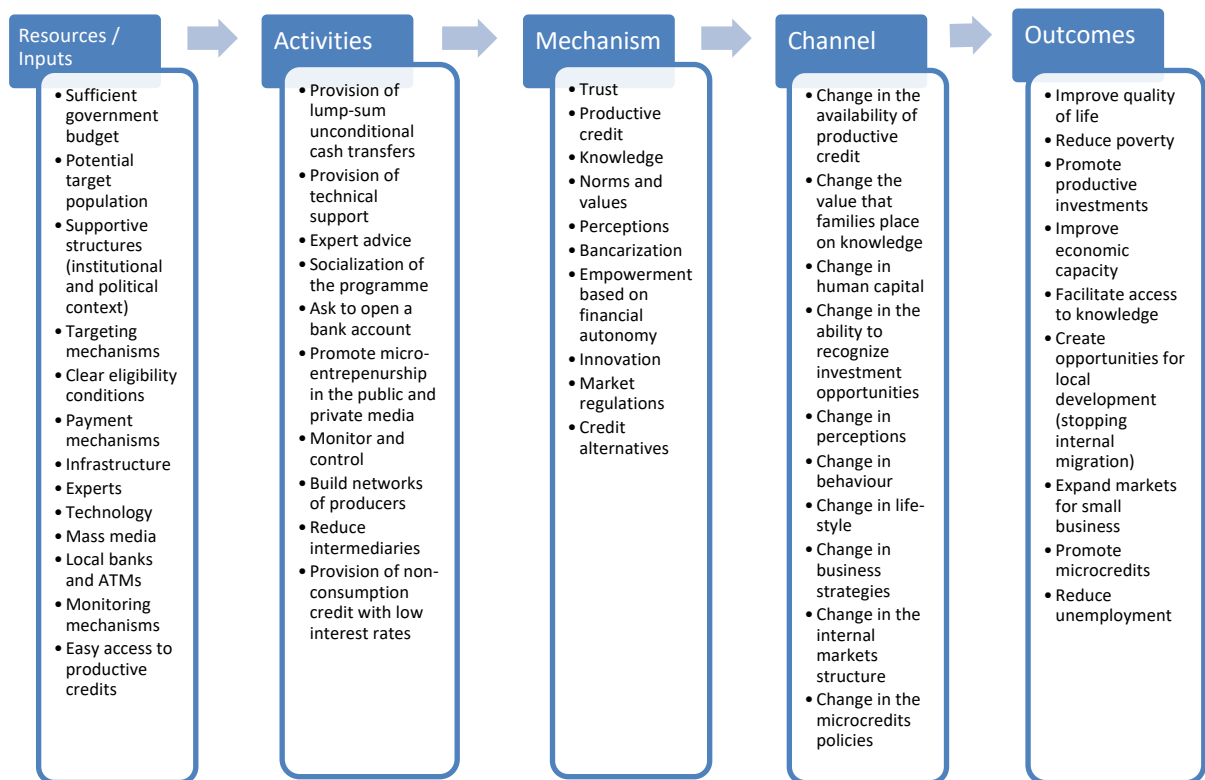 Resources /
Inputs
• Sufficient
government
budget
• Potential
target
population
• Supportive
structures
(institutional
and political
context)
• Targeting
mechanisms
• Clear eligibility
conditions
• Payment
mechanisms
• Infrastructure
• Experts
• Technology
• Mass media
• Local banks
and ATMs
• Monitoring
mechanisms
• Easy access to
productive
credits
Activities
• Provision of
lump-sum
unconditional
cash transfers
• Provision of
technical
support
• Expert advice
• Socialization of
the programme
• Ask to open a
bank account
• Promote micro-
entrepenurship
in the public and
private media
• Monitor and
control
• Build networks
of producers
• Reduce
intermediaries
• Provision of non-
consumption
credit with low
interest rates
Mechanism
• Trust
• Productive
credit
• Knowledge
• Norms and
values
• Perceptions
• Bancarization
• Empowerment
based on
financial
autonomy
• Innovation
• Market
regulations
• Credit
alternatives
Channel
• Change in the
availability of
productive
credit
• Change the
value that
families place
on knowledge
• Change in
human capital
• Change in the
ability to
recognize
investment
opportunities
• Change in
perceptions
• Change in
behaviour
• Change in life-
style
• Change in
business
strategies
• Change in the
internal
markets
structure
• Change in the
microcredits
policies
Outcomes
• Improve quality
of life
• Reduce poverty
• Promote
productive
investments
• Improve
economic
capacity
• Facilitate access
to knowledge
• Create
opportunities for
local
development
(stopping
internal
migration)
• Expand markets
for small
business
• Promote
microcredits
• Reduce
unemployment